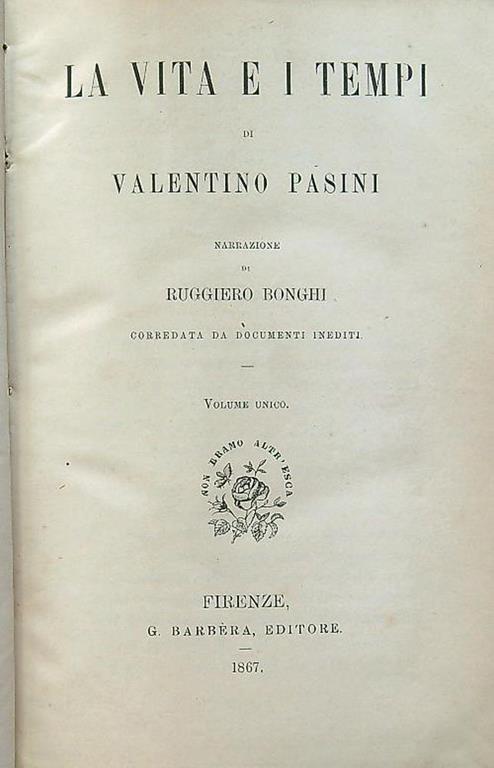 LA VITA E I TEMPI
DI
VALENTINO PASINI
NARRAZIONE
DI
RUGGIERO BONGHI
CORREDATA DA DOCUMENTI INEDITI.
VOLUME UNICO.
NON BRAMO ALTR'ESCA
FIRENZE,
G. BARBÈRA, EDITORE.
1867.